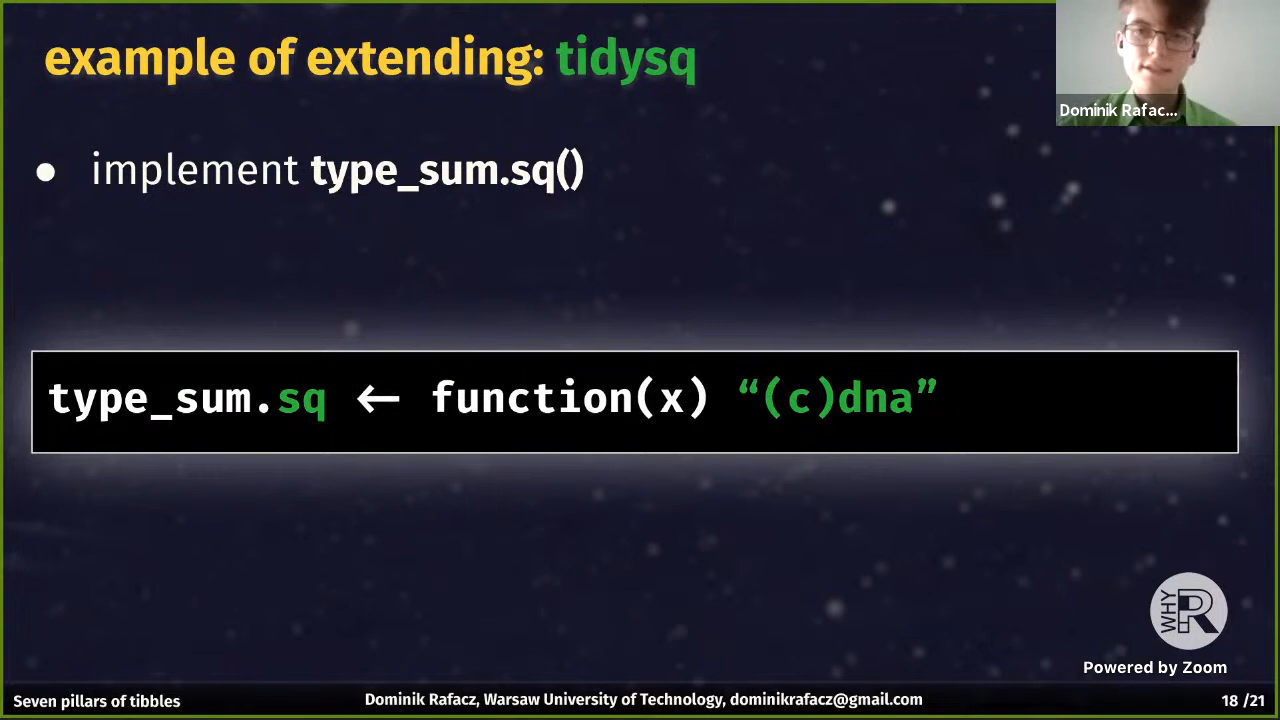 example of extending: tidysq
Dominik Rafac...
● implement type_sum.sq()
type_sum.sq ← function(x) “(c)dna”
WHY R
Powered by Zoom
Seven pillars of tibbles
Dominik Rafacz, Warsaw University of Technology, dominikrafacz@gmail.com
18 /21